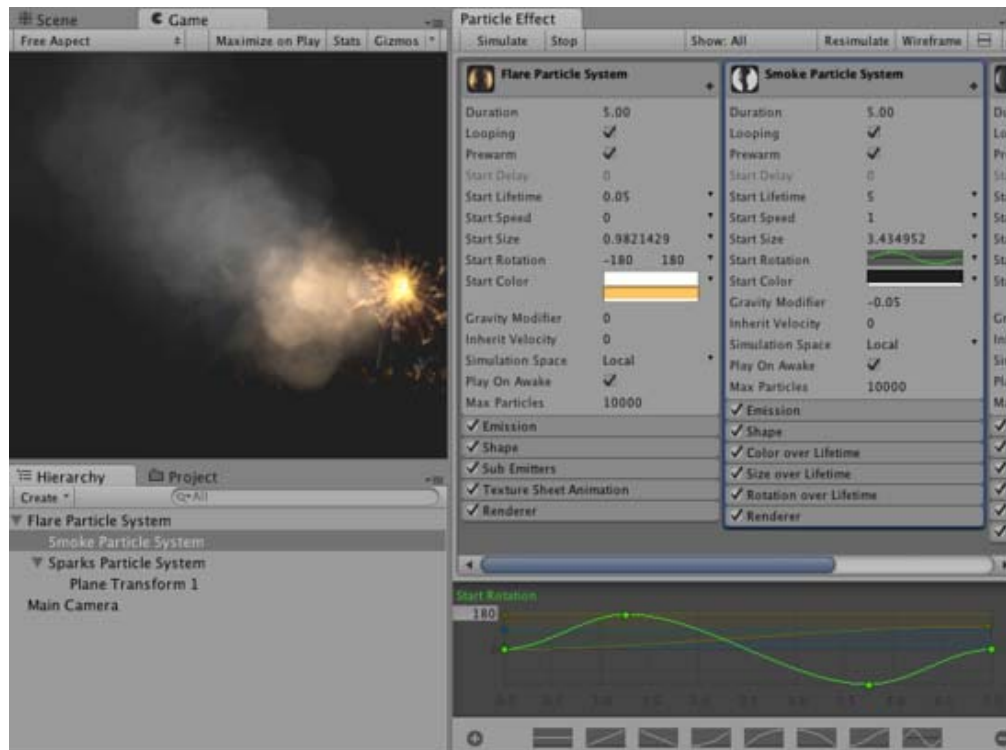 Scene
Game
Free Aspect
Maximize on Play
Stats
Gizmos
Particle Effect
Simulate
Stop
Show: All
Resimulate
Wireframe
Flare Particle System
Duration 5.00
Looping
Prewarm
Start Delay 0
Start Lifetime 0.05
Start Speed 0
Start Size 0.9821429
Start Rotation -180 180
Start Color
Gravity Modifier 0
Inherit Velocity 0
Simulation Space Local
Play On Awake
Max Particles 10000
Emission
Shape
Sub Emitters
Texture Sheet Animation
Renderer
Smoke Particle System
Duration 5.00
Looping
Prewarm
Start Delay 0
Start Lifetime 5
Start Speed 1
Start Size 3.434952
Start Rotation
Start Color
Gravity Modifier -0.05
Inherit Velocity 0
Simulation Space Local
Play On Awake
Max Particles 10000
Emission
Shape
Color over Lifetime
Size over Lifetime
Rotation over Lifetime
Renderer
Hierarchy
Project
Create
All
Flare Particle System
Smoke Particle System
Sparks Particle System
Plane Transform 1
Main Camera
Start Rotation
180